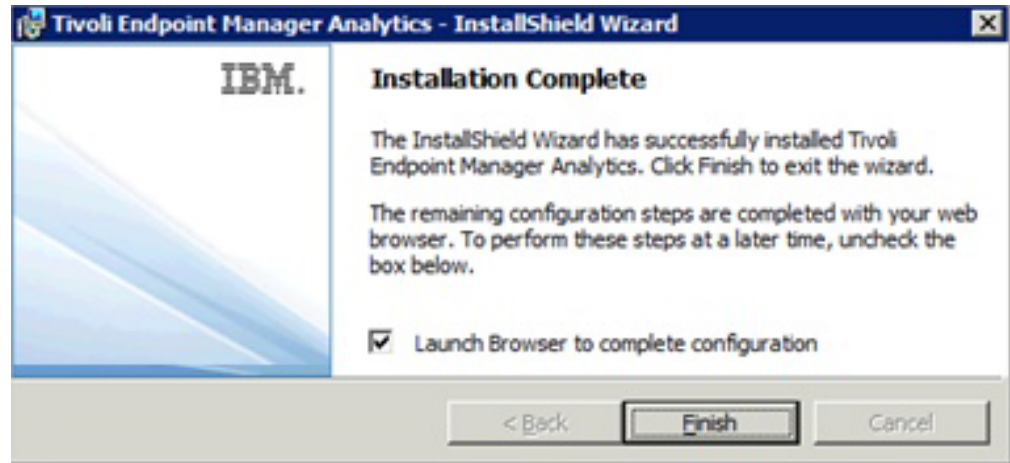 Tivoli Endpoint Manager Analytics - InstallShield Wizard
IBM.
Installation Complete
The InstallShield Wizard has successfully installed Tivoli
Endpoint Manager Analytics. Click Finish to exit the wizard.
The remaining configuration steps are completed with your web
browser. To perform these steps at a later time, uncheck the
box below.
Launch Browser to complete configuration
< Back
Finish
Cancel